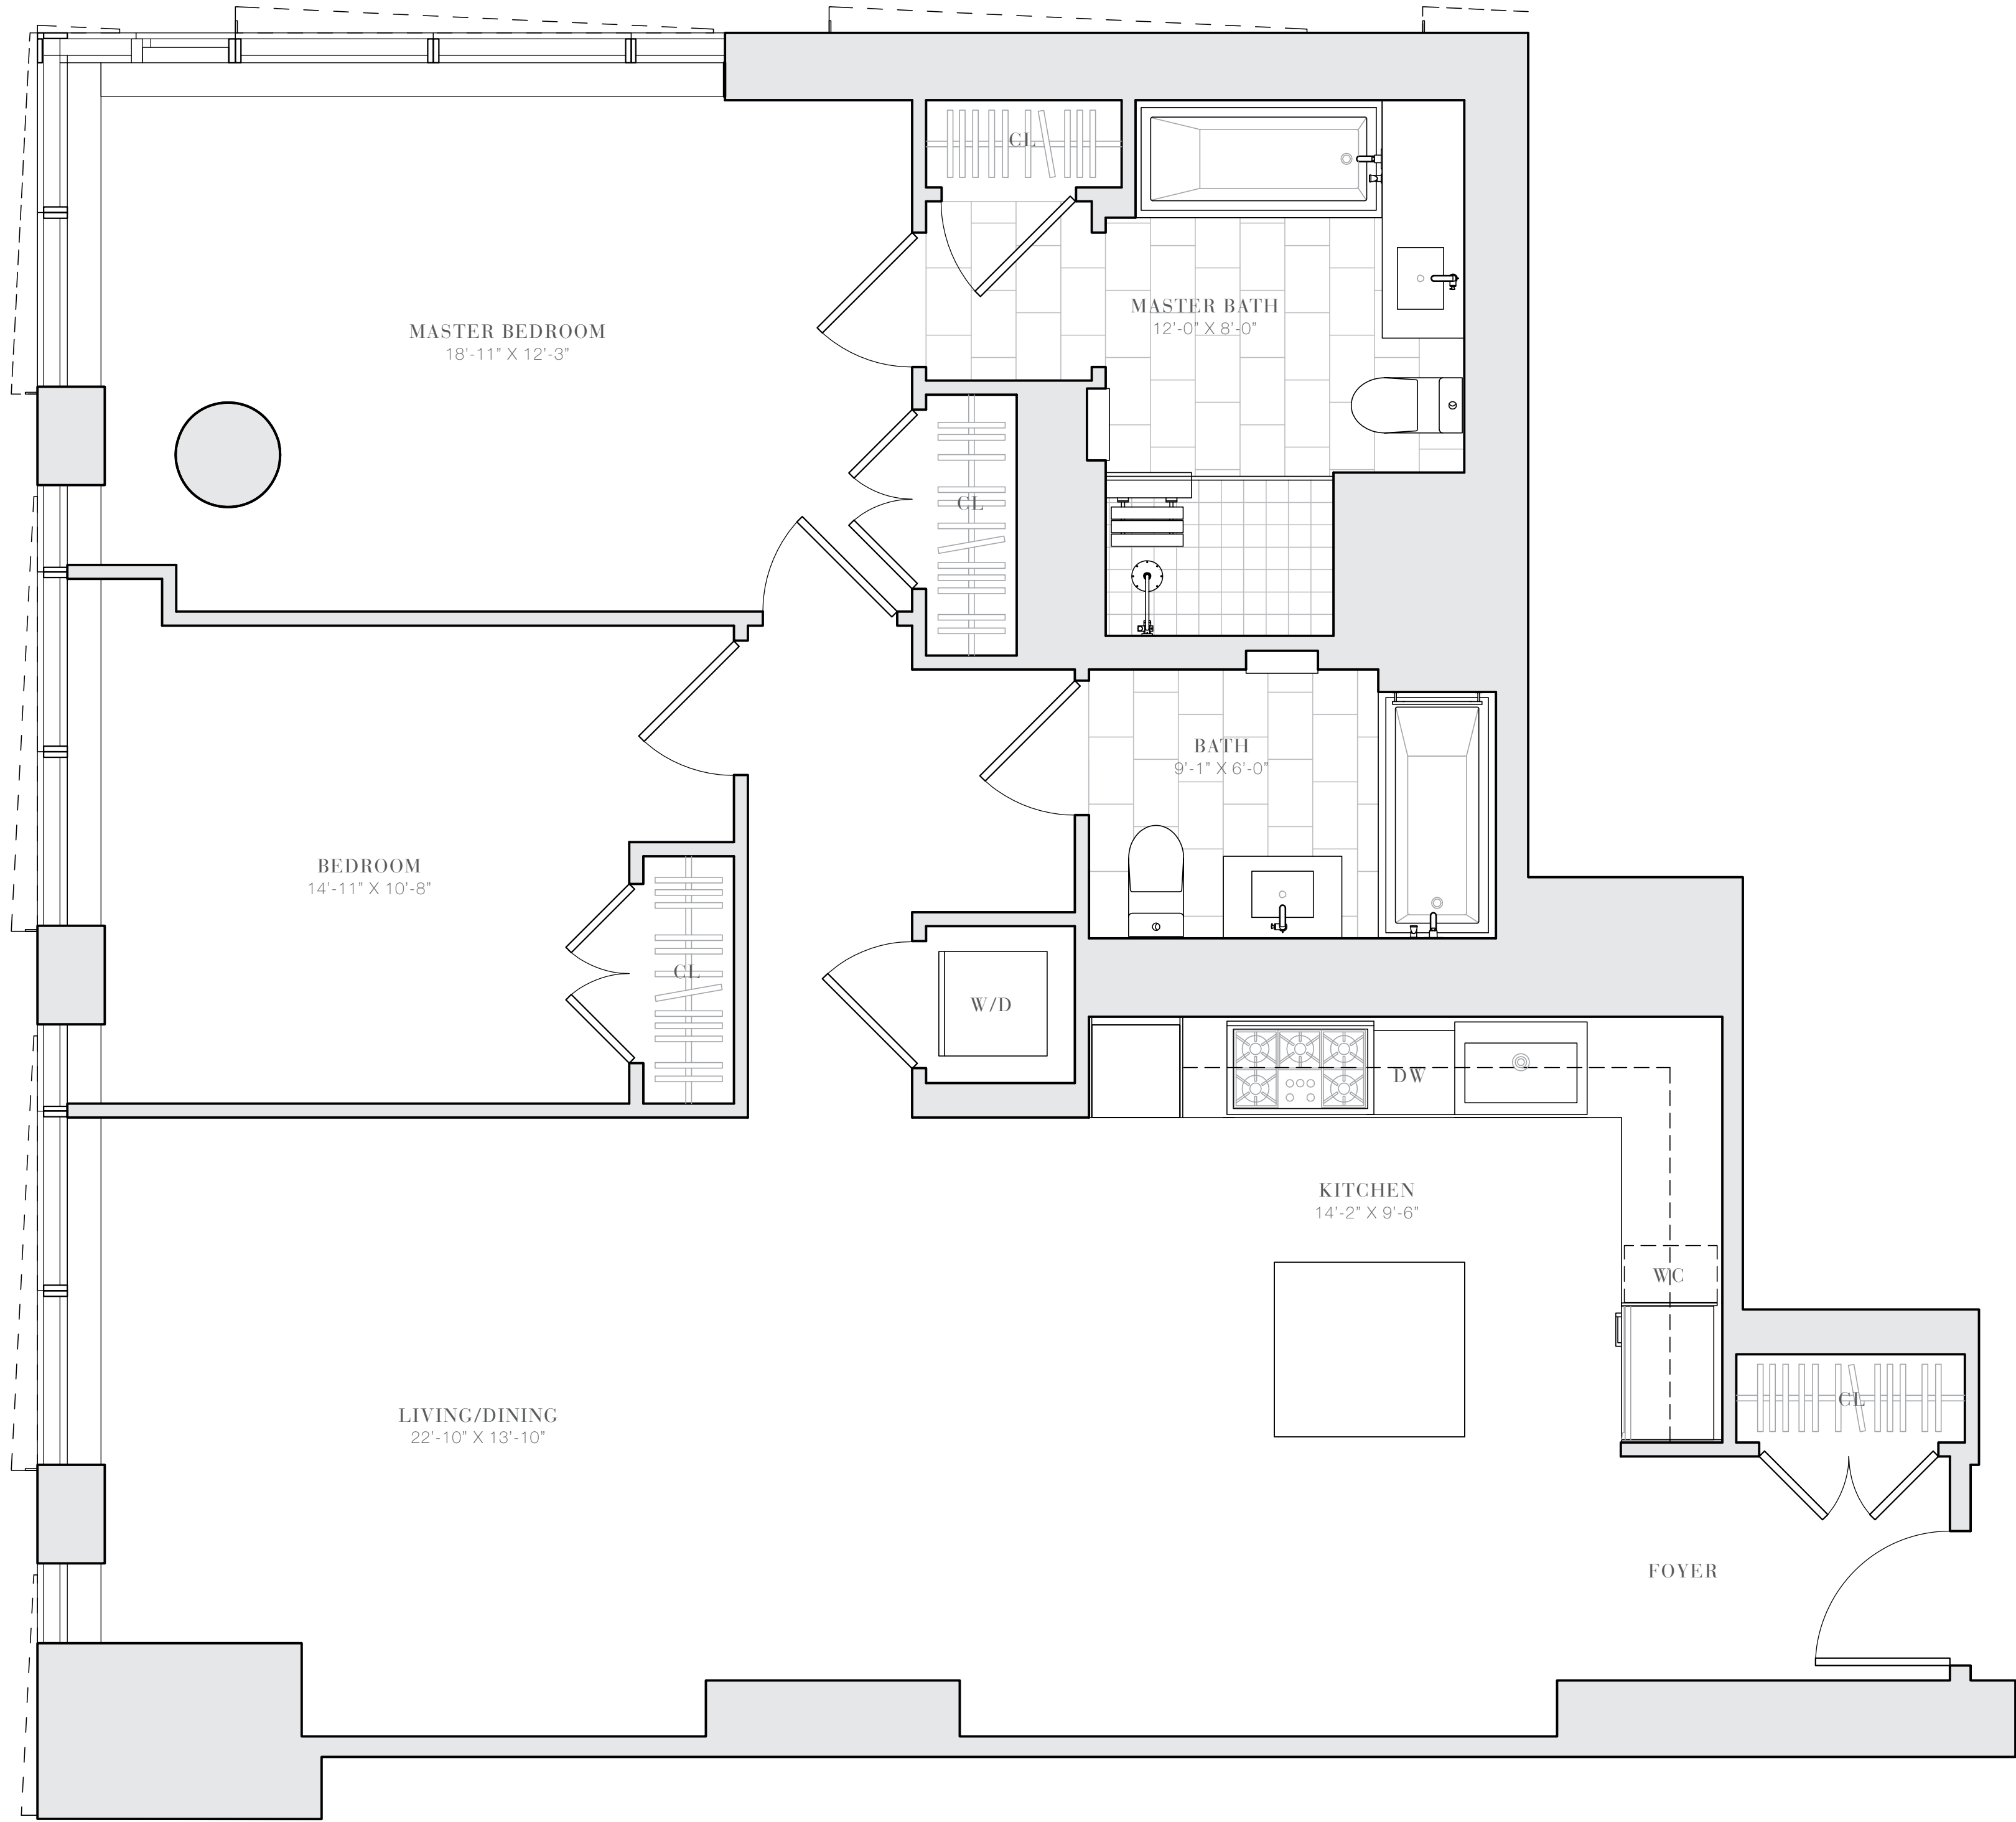 CL
MASTER BATH
12'-0" X 8'-0"
MASTER BEDROOM
18'-11" X 12'-3"
CL
BATH
9'-1" X 6'-0"
BEDROOM
14'-11" X 10'-8"
CL
W/D
DW
KITCHEN
14'-2" X 9'-6"
WC
CL
LIVING/DINING
22'-10" X 13'-10"
FOYER